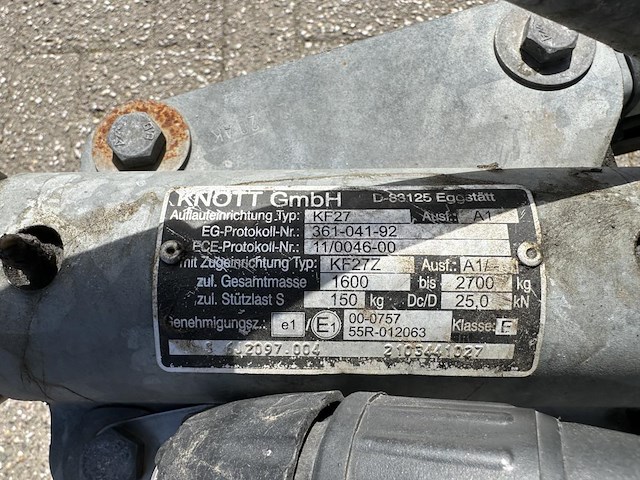 KNOTT GmbH D-83125 Eggstätt
Auflaufeinrichtung Typ: KF27 Ausf.: A1
EG-Protokoll-Nr.: 361-041-92
ECE-Protokoll-Nr.: 11/0046-00
mit Zugeinrichtung Typ: KF27Z Ausf.: A1/
zul. Gesamtmasse 1600 bis 2700 kg
zul. Stützlast S 150 kg Dc/D 25,0 kN
Genehmigungsz.: e1 / E1 00-0757 Klasse: E
55R-012063
2097.004 2103441027